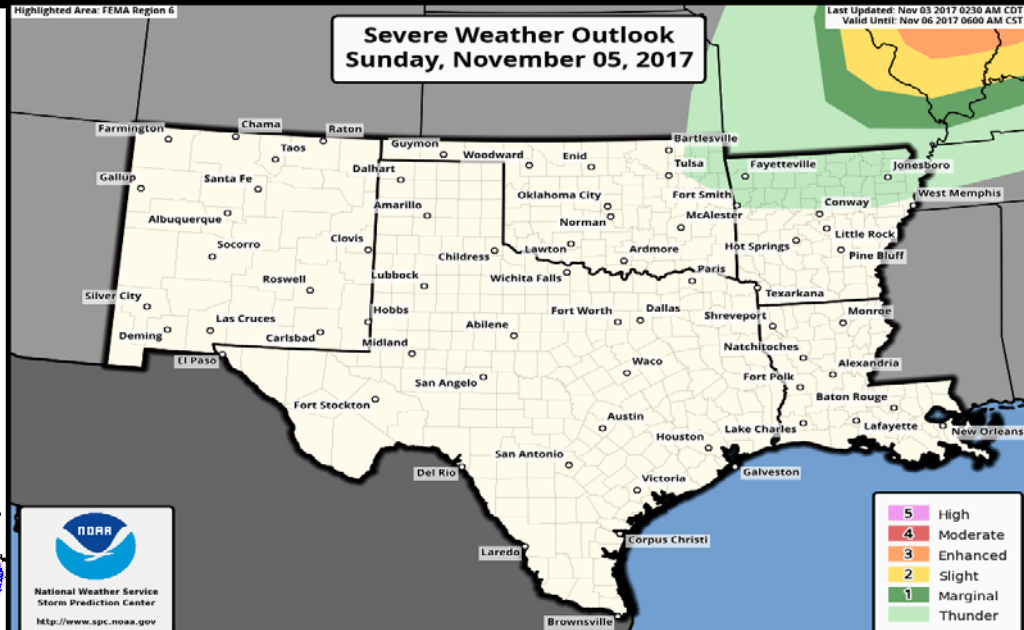 Highlighted Area: FEMA Region 6
Last Updated: Nov 03 2017 0230 AM CDT
Valid Until: Nov 06 2017 0600 AM CST
Severe Weather Outlook
Sunday, November 05, 2017
Farmington
Chama
Raton
Taos
Guymon
Woodward
Enid
Bartlesville
Tulsa
Fayetteville
Jonesboro
Gallup
Santa Fe
Dalhart
Oklahoma City
Fort Smith
West Memphis
Albuquerque
Amarillo
Norman
McAlester
Conway
Socorro
Clovis
Childress
Lawton
Ardmore
Hot Springs
Little Rock
Pine Bluff
Roswell
Lubbock
Wichita Falls
Paris
Texarkana
Silver City
Las Cruces
Hobbs
Abilene
Fort Worth
Dallas
Shreveport
Monroe
Deming
Carlsbad
Midland
Natchitoches
El Paso
San Angelo
Waco
Fort Polk
Alexandria
Fort Stockton
Austin
Baton Rouge
Houston
Lake Charles
Lafayette
New Orleans
Del Rio
San Antonio
Victoria
Galveston
Laredo
Corpus Christi
Brownsville
NOAA
National Weather Service
Storm Prediction Center
http://www.spc.noaa.gov
5 High
4 Moderate
3 Enhanced
2 Slight
1 Marginal
Thunder